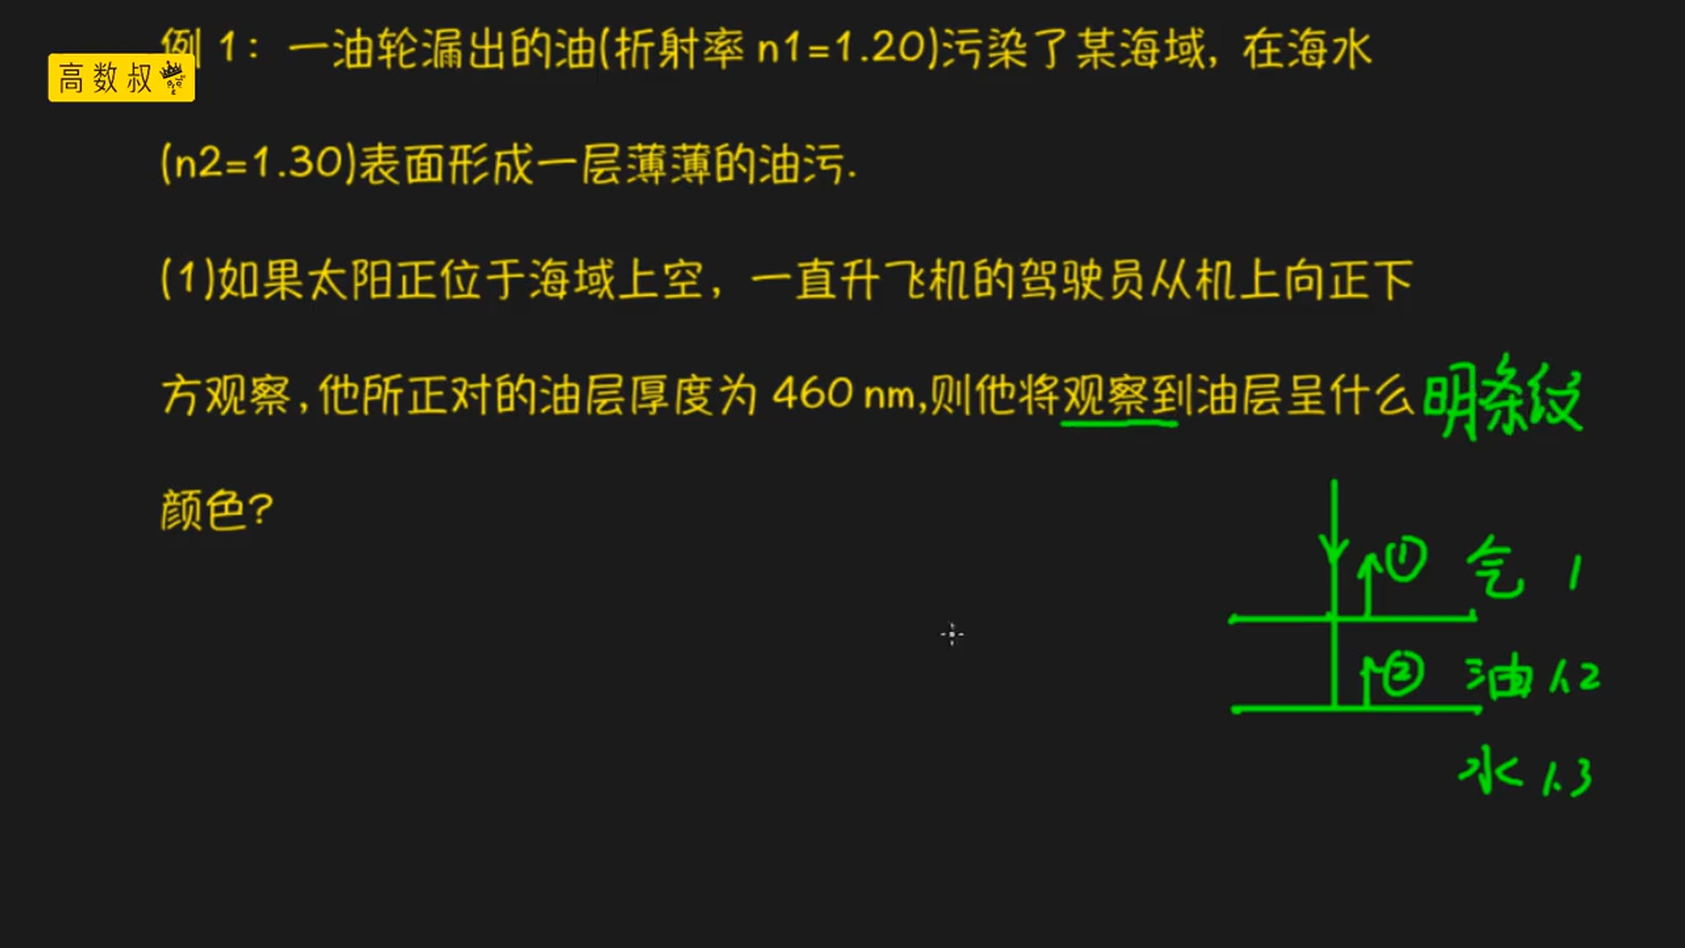 例 1：一油轮漏出的油(折射率 n1=1.20)污染了某海域, 在海水
高数叔
(n2=1.30)表面形成一层薄薄的油污.
(1)如果太阳正位于海域上空，一直升飞机的驾驶员从机上向正下
方观察,他所正对的油层厚度为 460 nm,则他将观察到油层呈什么
明条纹
颜色?
① 气 1
② 油 1.2
水 1.3